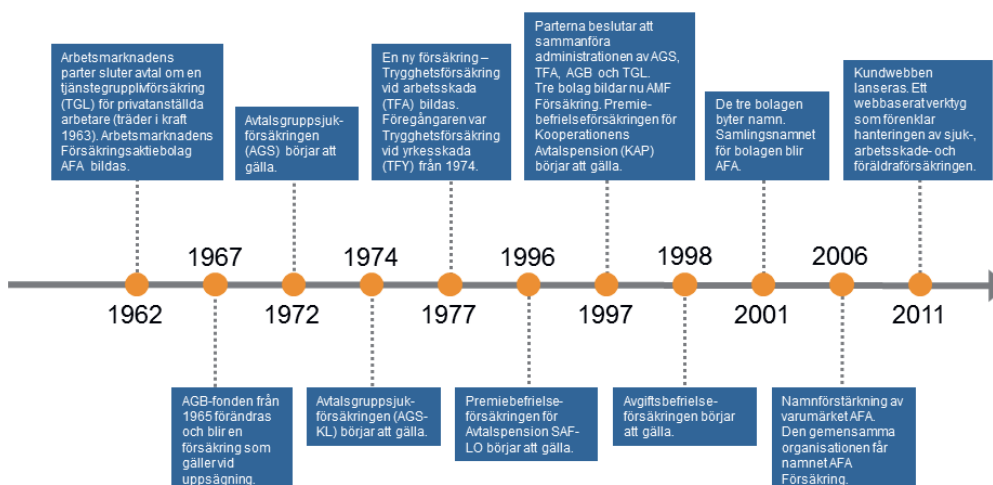 Arbetsmarknadens
parter sluter avtal om en
tjänstegrupplivförsäkring
(TGL) för privatanställda
arbetare (träder i kraft
1963). Arbetsmarknadens
Försäkringsaktiebolag
AFA bildas.
Avtalsgruppsjuk-
försäkringen
(AGS) börjar att
gälla.
En ny försäkring –
Trygghetsförsäkring
vid arbetsskada
(TFA) bildas.
Föregångaren var
Trygghetsförsäkring
vid yrkesskada
(TFY) från 1974.
Parterna beslutar att
sammanföra
administrationen av AGS,
TFA, AGB och TGL.
Tre bolag bildar nu AMF
Försäkring. Premie-
befrielseförsäkringen för
Kooperationens
Avtalspension (KAP)
börjar att gälla.
De tre bolagen
byter namn.
Samlingsnamnet
för bolagen blir
AFA.
Kundwebben
lanseras. Ett
webbaserat verktyg
som förenklar
hanteringen av sjuk-,
arbetsskade- och
föräldraförsäkringen.
1967
1974
1996
1998
2006
1962
1972
1977
1997
2001
2011
AGB-fonden från
1965 förändras
och blir en
försäkring som
gäller vid
uppsägning.
Avtalsgruppsjuk-
försäkringen (AGS-
KL) börjar att gälla.
Premiebefrielse-
försäkringen för
Avtalspension SAF-
LO börjar att gälla.
Avgiftsbefrielse-
försäkringen börjar
att gälla.
Namnförstärkning av
varumärket AFA.
Den gemensamma
organisationen får
namnet AFA
Försäkring.